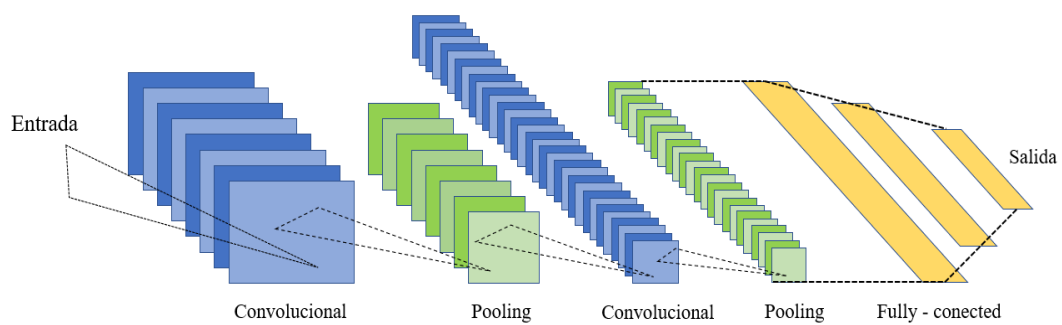 Entrada
Salida
Convolucional
Pooling
Convolucional
Pooling
Fully - conected